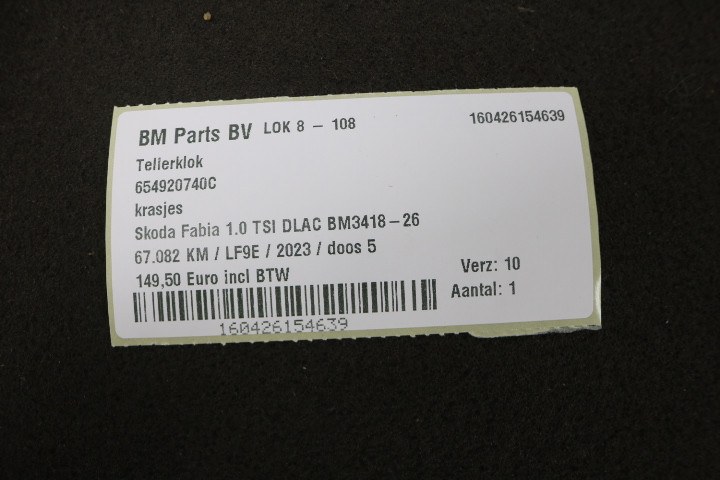 BM Parts BV LOK 8 - 108 160426154639
Tellerklok
654920740C
krasjes
Skoda Fabia 1.0 TSI DLAC BM3418-26
67.082 KM / LF9E / 2023 / doos 5
149,50 Euro incl BTW
Verz: 10
Aantal: 1
160426154639